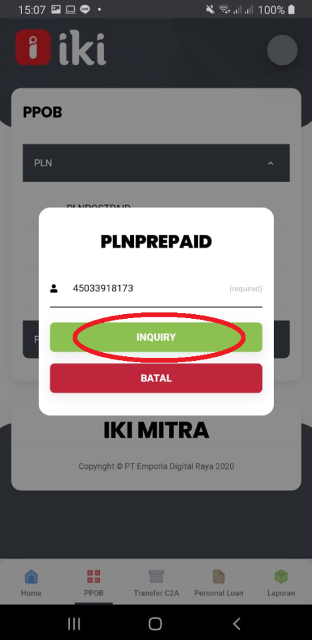 15:07
100%
iki
PPOB
PLN
PLNPOSTPAID
PLNPREPAID
45033918173 (required)
INQUIRY
BATAL
IKI MITRA
Copyright © PT Emporia Digital Raya 2020
Home PPOB Transfer C2A Personal Loan Laporan